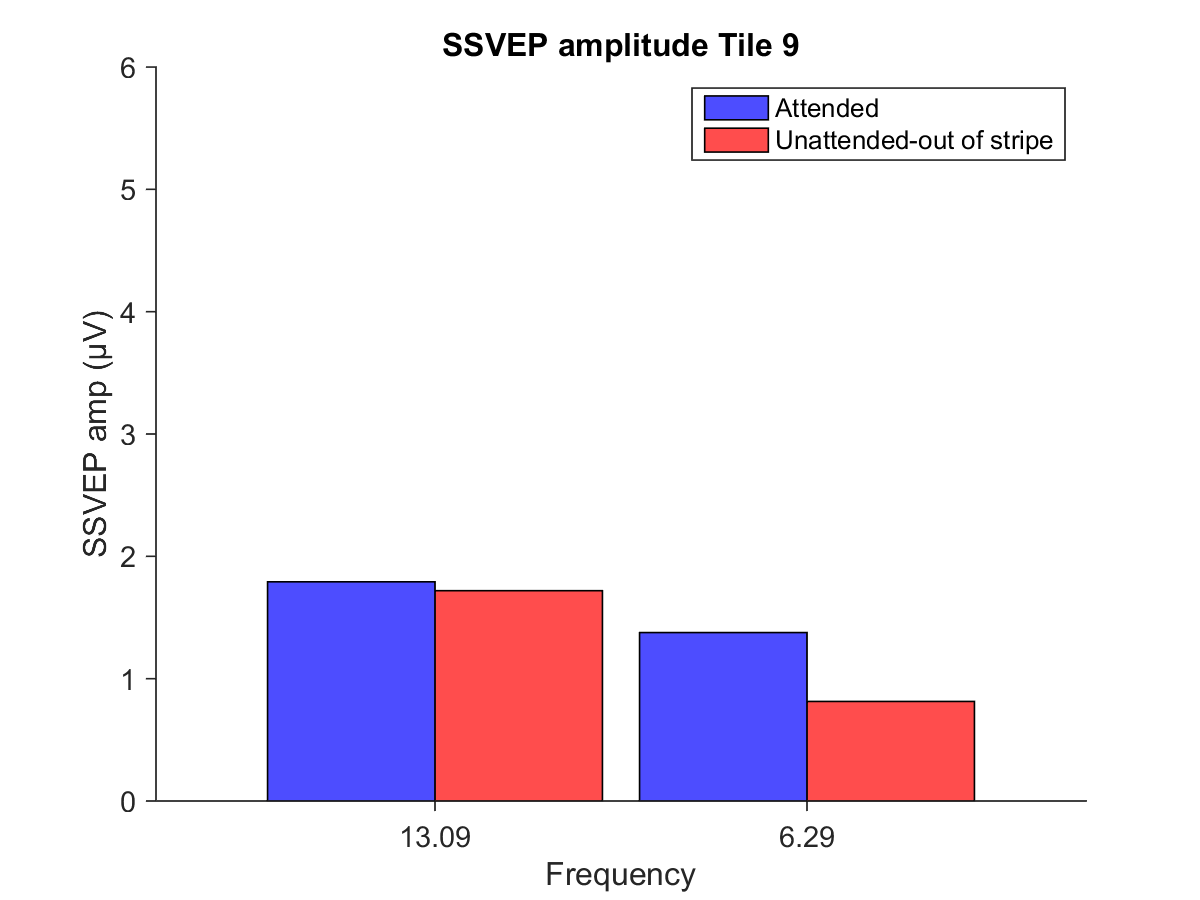 SSVEP amplitude Tile 9
6
Attended
Unattended-out of stripe
5
4
3
2
1
0
SSVEP amp (μV)
13.09
6.29
Frequency